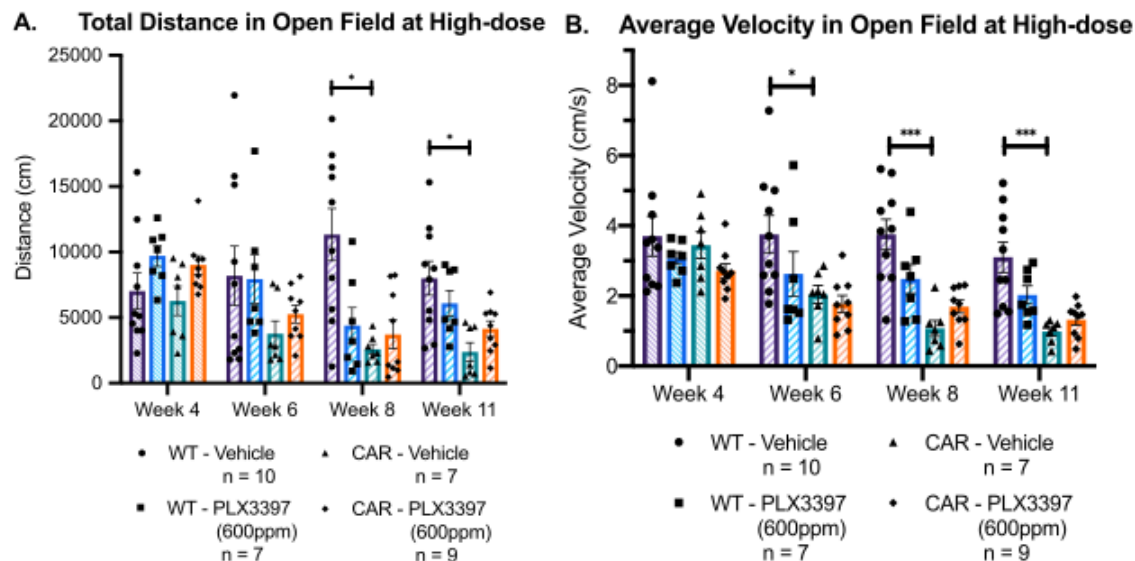 A. Total Distance in Open Field at High-dose
25000
20000
15000
10000
5000
0
Distance (cm)
*
*
Week 4 Week 6 Week 8 Week 11
WT - Vehicle
n = 10
CAR - Vehicle
n = 7
WT - PLX3397
(600ppm)
n = 7
CAR - PLX3397
(600ppm)
n = 9
B. Average Velocity in Open Field at High-dose
8
6
4
2
0
Average Velocity (cm/s)
*
***
***
Week 4 Week 6 Week 8 Week 11
WT - Vehicle
n = 10
CAR - Vehicle
n = 7
WT - PLX3397
(600ppm)
n = 7
CAR - PLX3397
(600ppm)
n = 9